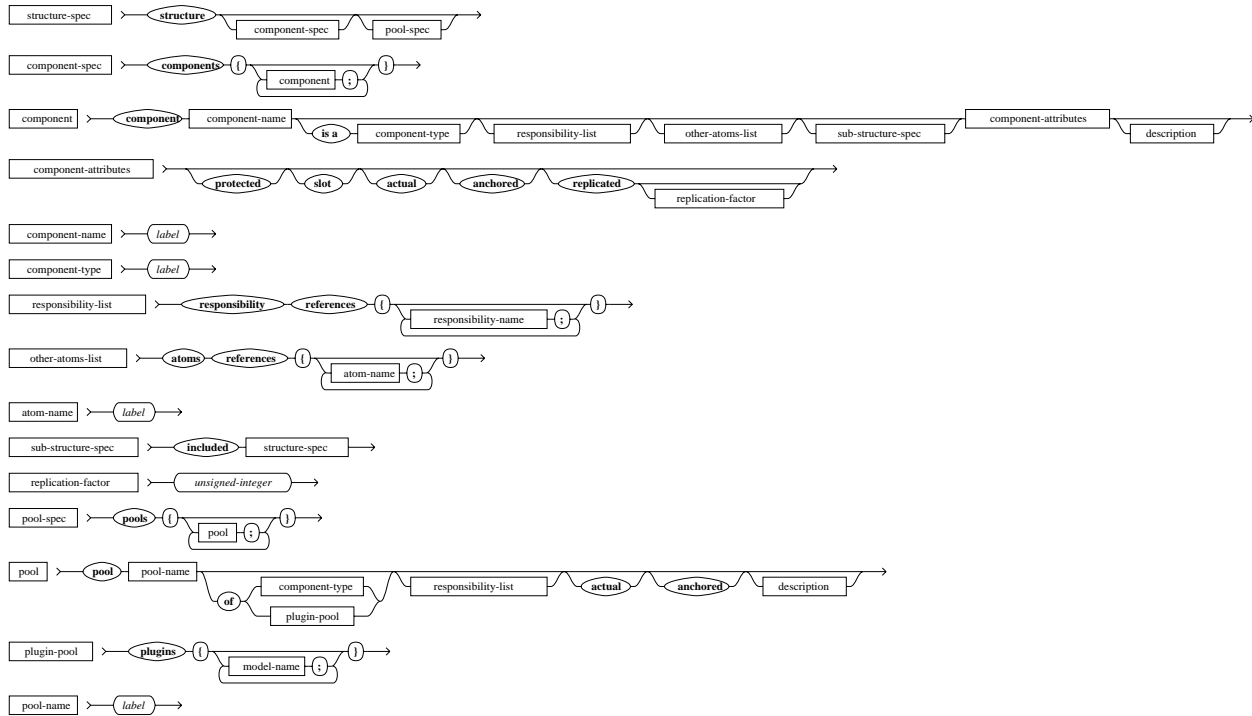 structure-spec structure component-spec pool-spec
component-spec components { component ; }
component component component-name is a component-type responsibility-list other-atoms-list sub-structure-spec component-attributes description
component-attributes protected slot actual anchored replicated replication-factor
component-name label
component-type label
responsibility-list responsibility references { responsibility-name ; }
other-atoms-list atoms references { atom-name ; }
atom-name label
sub-structure-spec included structure-spec
replication-factor unsigned-integer
pool-spec pools { pool ; }
pool pool pool-name of component-type plugin-pool responsibility-list actual anchored description
plugin-pool plugins { model-name ; }
pool-name label